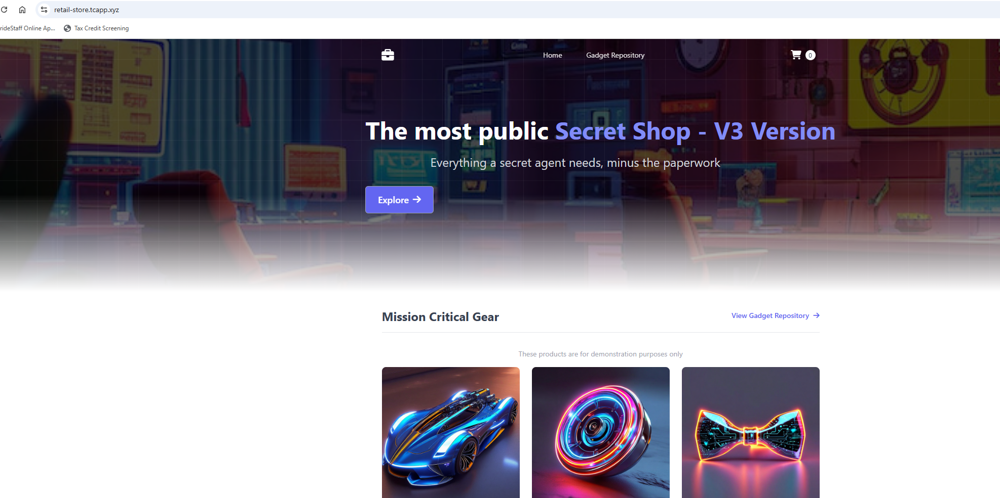 retail-store.tcapp.xyz
rideStaff Online Ap...
Tax Credit Screening
Home
Gadget Repository
0
The most public Secret Shop - V3 Version
Everything a secret agent needs, minus the paperwork
Explore
Mission Critical Gear
View Gadget Repository
These products are for demonstration purposes only